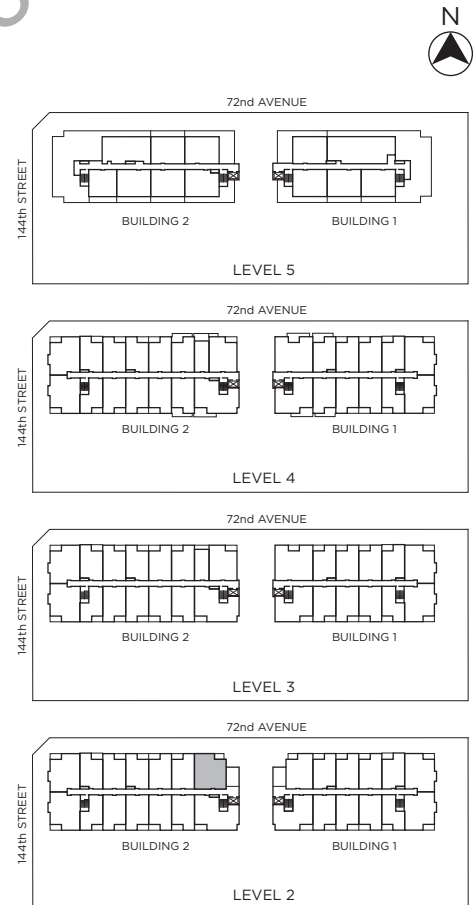 N
72nd AVENUE
144th STREET
BUILDING 2 BUILDING 1
LEVEL 5
72nd AVENUE
144th STREET
BUILDING 2 BUILDING 1
LEVEL 4
72nd AVENUE
144th STREET
BUILDING 2 BUILDING 1
LEVEL 3
72nd AVENUE
144th STREET
BUILDING 2 BUILDING 1
LEVEL 2